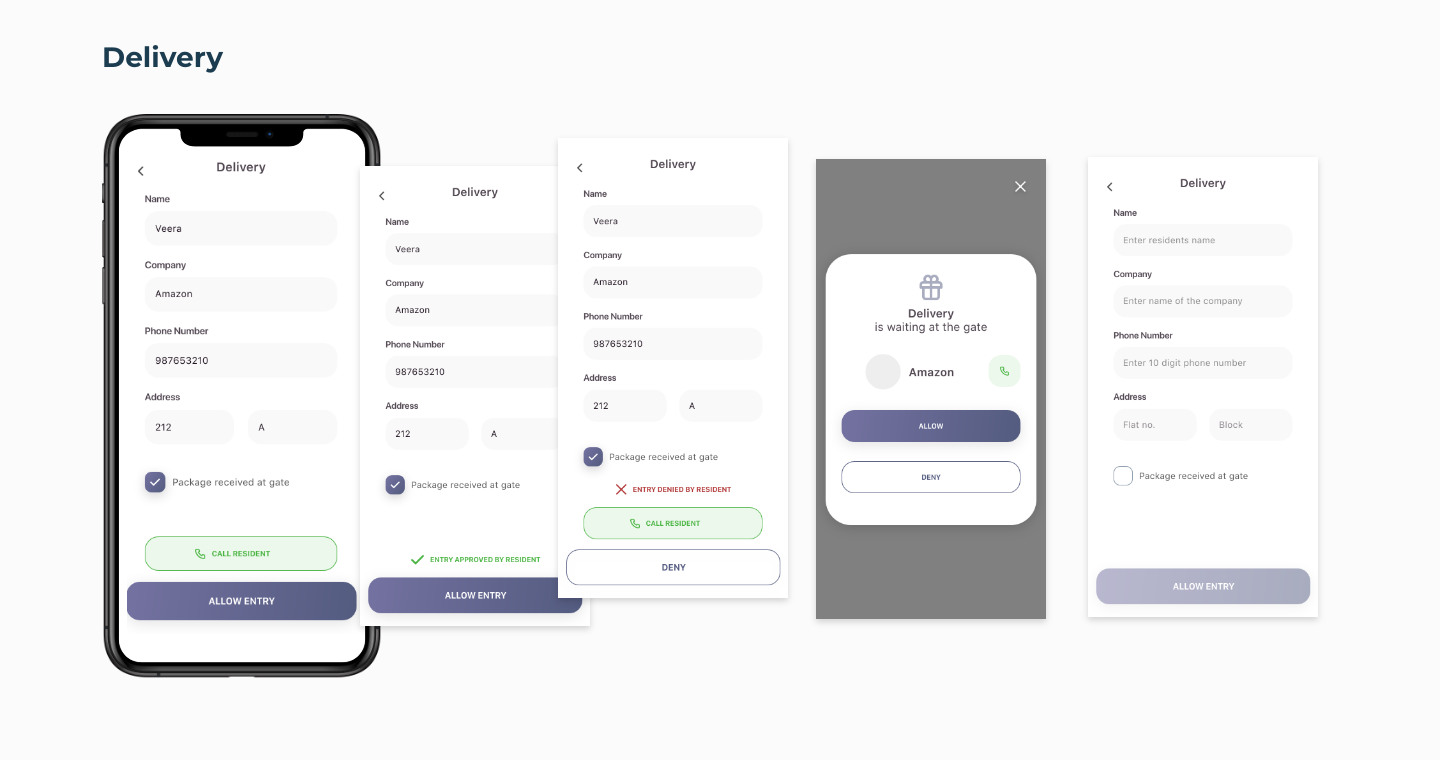 Delivery
Delivery
Name
Veera
Company
Amazon
Phone Number
987653210
Address
212 A
Package received at gate
CALL RESIDENT
ALLOW ENTRY
Delivery
Name
Veera
Company
Amazon
Phone Number
987653210
Address
212 A
Package received at gate
ENTRY APPROVED BY RESIDENT
ALLOW ENTRY
Delivery
Name
Veera
Company
Amazon
Phone Number
987653210
Address
212 A
Package received at gate
ENTRY DENIED BY RESIDENT
CALL RESIDENT
DENY
Delivery
is waiting at the gate
Amazon
ALLOW
DENY
Delivery
Name
Enter residents name
Company
Enter name of the company
Phone Number
Enter 10 digit phone number
Address
Flat no. Block
Package received at gate
ALLOW ENTRY